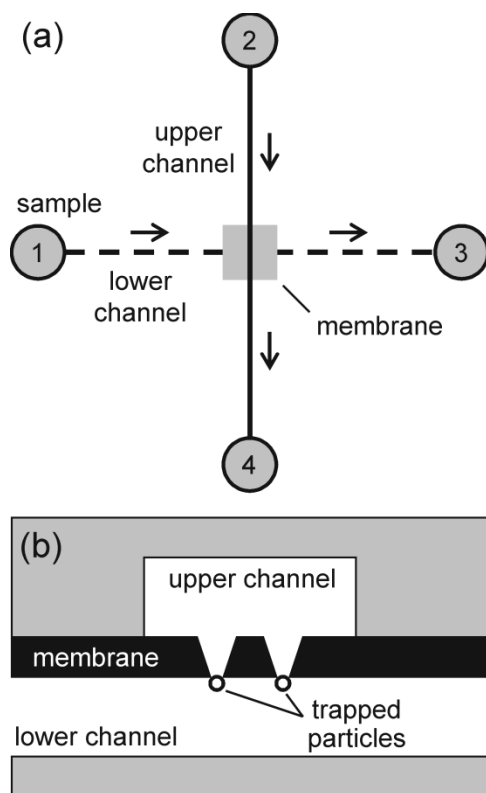 (a)
2
upper
channel
sample
1
3
lower
channel
membrane
4
(b)
upper channel
membrane
trapped
particles
lower channel